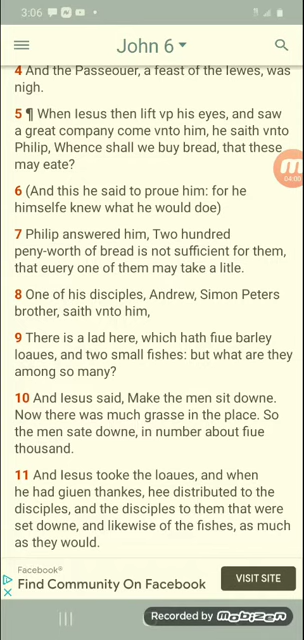 3:06
John 6
4 And the Passeouer, a feast of the Iewes, was
nigh.
5 ¶ When Iesus then lift vp his eyes, and saw
a great company come vnto him, he saith vnto
Philip, Whence shall we buy bread, that these
may eate?
04:00
6 (And this he said to proue him: for he
himselfe knew what he would doe)
7 Philip answered him, Two hundred
peny-worth of bread is not sufficient for them,
that euery one of them may take a litle.
8 One of his disciples, Andrew, Simon Peters
brother, saith vnto him,
9 There is a lad here, which hath fiue barley
loaues, and two small fishes: but what are they
among so many?
10 And Iesus said, Make the men sit downe.
Now there was much grasse in the place. So
the men sate downe, in number about fiue
thousand.
11 And Iesus tooke the loaues, and when
he had giuen thankes, hee distributed to the
disciples, and the disciples to them that were
set downe, and likewise of the fishes, as much
as they would.
Facebook®
Find Community On Facebook
VISIT SITE
Recorded by mobizen